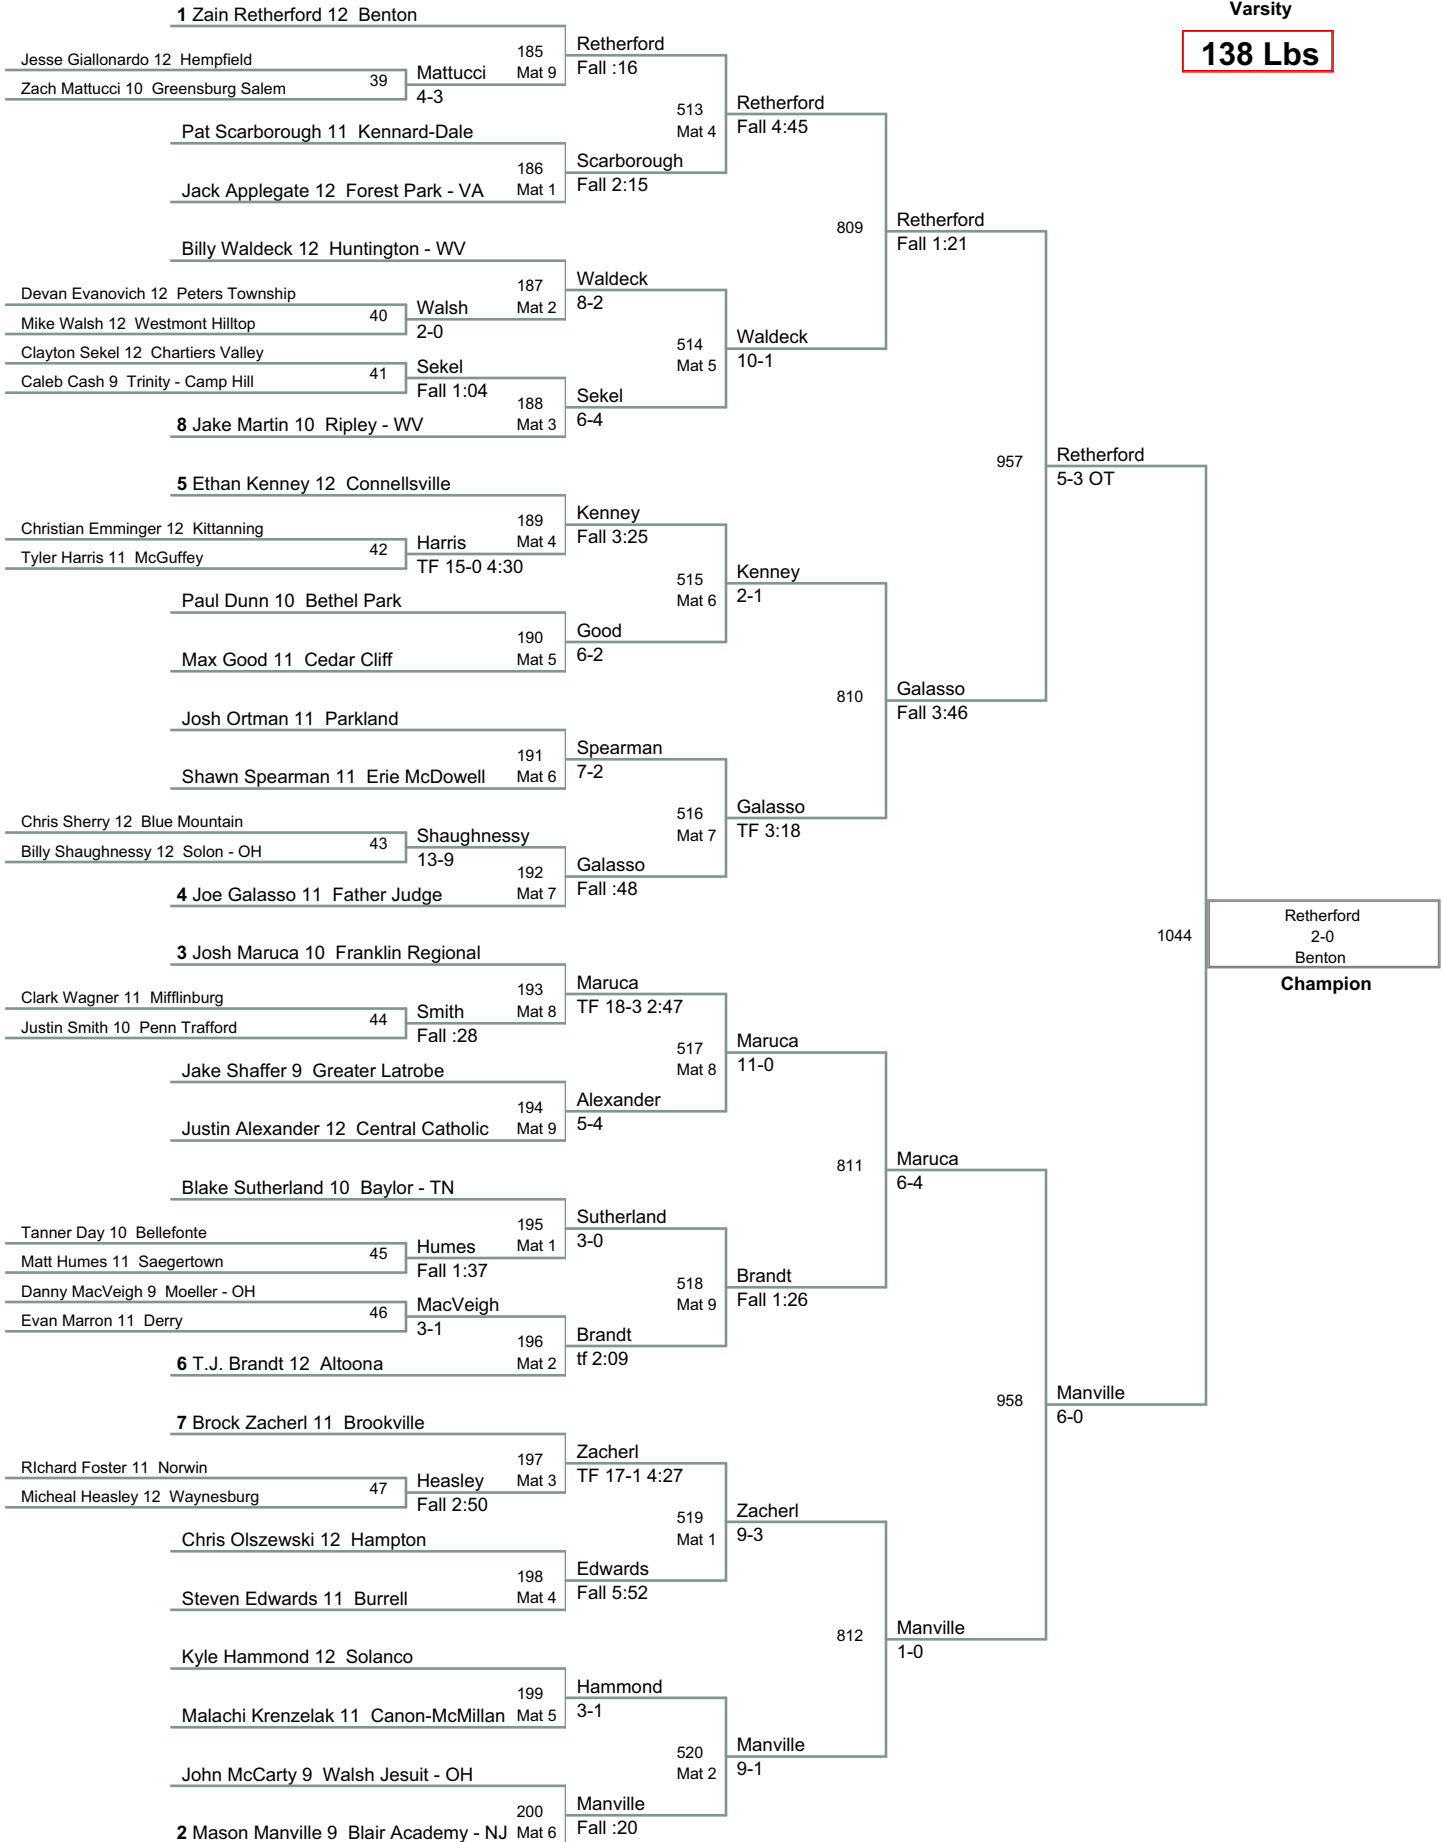 Varsity
138 Lbs
1 Zain Retherford 12 Benton
Jesse Giallonardo 12 Hempfield
Zach Mattucci 10 Greensburg Salem
39
Mattucci
4-3
185
Mat 9
Retherford
Fall :16
Pat Scarborough 11 Kennard-Dale
Jack Applegate 12 Forest Park - VA
186
Mat 1
Scarborough
Fall 2:15
513
Mat 4
Retherford
Fall 4:45
Billy Waldeck 12 Huntington - WV
Devan Evanovich 12 Peters Township
Mike Walsh 12 Westmont Hilltop
40
Walsh
2-0
187
Mat 2
Waldeck
8-2
Clayton Sekel 12 Chartiers Valley
Caleb Cash 9 Trinity - Camp Hill
41
Sekel
Fall 1:04
8 Jake Martin 10 Ripley - WV
188
Mat 3
Sekel
6-4
514
Mat 5
Waldeck
10-1
809
Retherford
Fall 1:21
5 Ethan Kenney 12 Connellsville
Christian Emminger 12 Kittanning
Tyler Harris 11 McGuffey
42
Harris
TF 15-0 4:30
189
Mat 4
Kenney
Fall 3:25
Paul Dunn 10 Bethel Park
Max Good 11 Cedar Cliff
190
Mat 5
Good
6-2
515
Mat 6
Kenney
2-1
Josh Ortman 11 Parkland
Shawn Spearman 11 Erie McDowell
191
Mat 6
Spearman
7-2
Chris Sherry 12 Blue Mountain
Billy Shaughnessy 12 Solon - OH
43
Shaughnessy
13-9
4 Joe Galasso 11 Father Judge
192
Mat 7
Galasso
Fall :48
516
Mat 7
Galasso
TF 3:18
810
Galasso
Fall 3:46
957
Retherford
5-3 OT
3 Josh Maruca 10 Franklin Regional
Clark Wagner 11 Mifflinburg
Justin Smith 10 Penn Trafford
44
Smith
Fall :28
193
Mat 8
Maruca
TF 18-3 2:47
Jake Shaffer 9 Greater Latrobe
Justin Alexander 12 Central Catholic
194
Mat 9
Alexander
5-4
517
Mat 8
Maruca
11-0
Blake Sutherland 10 Baylor - TN
Tanner Day 10 Bellefonte
Matt Humes 11 Saegertown
45
Humes
Fall 1:37
195
Mat 1
Sutherland
3-0
Danny MacVeigh 9 Moeller - OH
Evan Marron 11 Derry
46
MacVeigh
3-1
6 T.J. Brandt 12 Altoona
196
Mat 2
Brandt
tf 2:09
518
Mat 9
Brandt
Fall 1:26
811
Maruca
6-4
7 Brock Zacherl 11 Brookville
RIchard Foster 11 Norwin
Micheal Heasley 12 Waynesburg
47
Heasley
Fall 2:50
197
Mat 3
Zacherl
TF 17-1 4:27
Chris Olszewski 12 Hampton
Steven Edwards 11 Burrell
198
Mat 4
Edwards
Fall 5:52
519
Mat 1
Zacherl
9-3
Kyle Hammond 12 Solanco
Malachi Krenzelak 11 Canon-McMillan
199
Mat 5
Hammond
3-1
John McCarty 9 Walsh Jesuit - OH
2 Mason Manville 9 Blair Academy - NJ
200
Mat 6
Manville
Fall :20
520
Mat 2
Manville
9-1
812
Manville
1-0
958
Manville
6-0
1044
Retherford
2-0
Benton
Champion